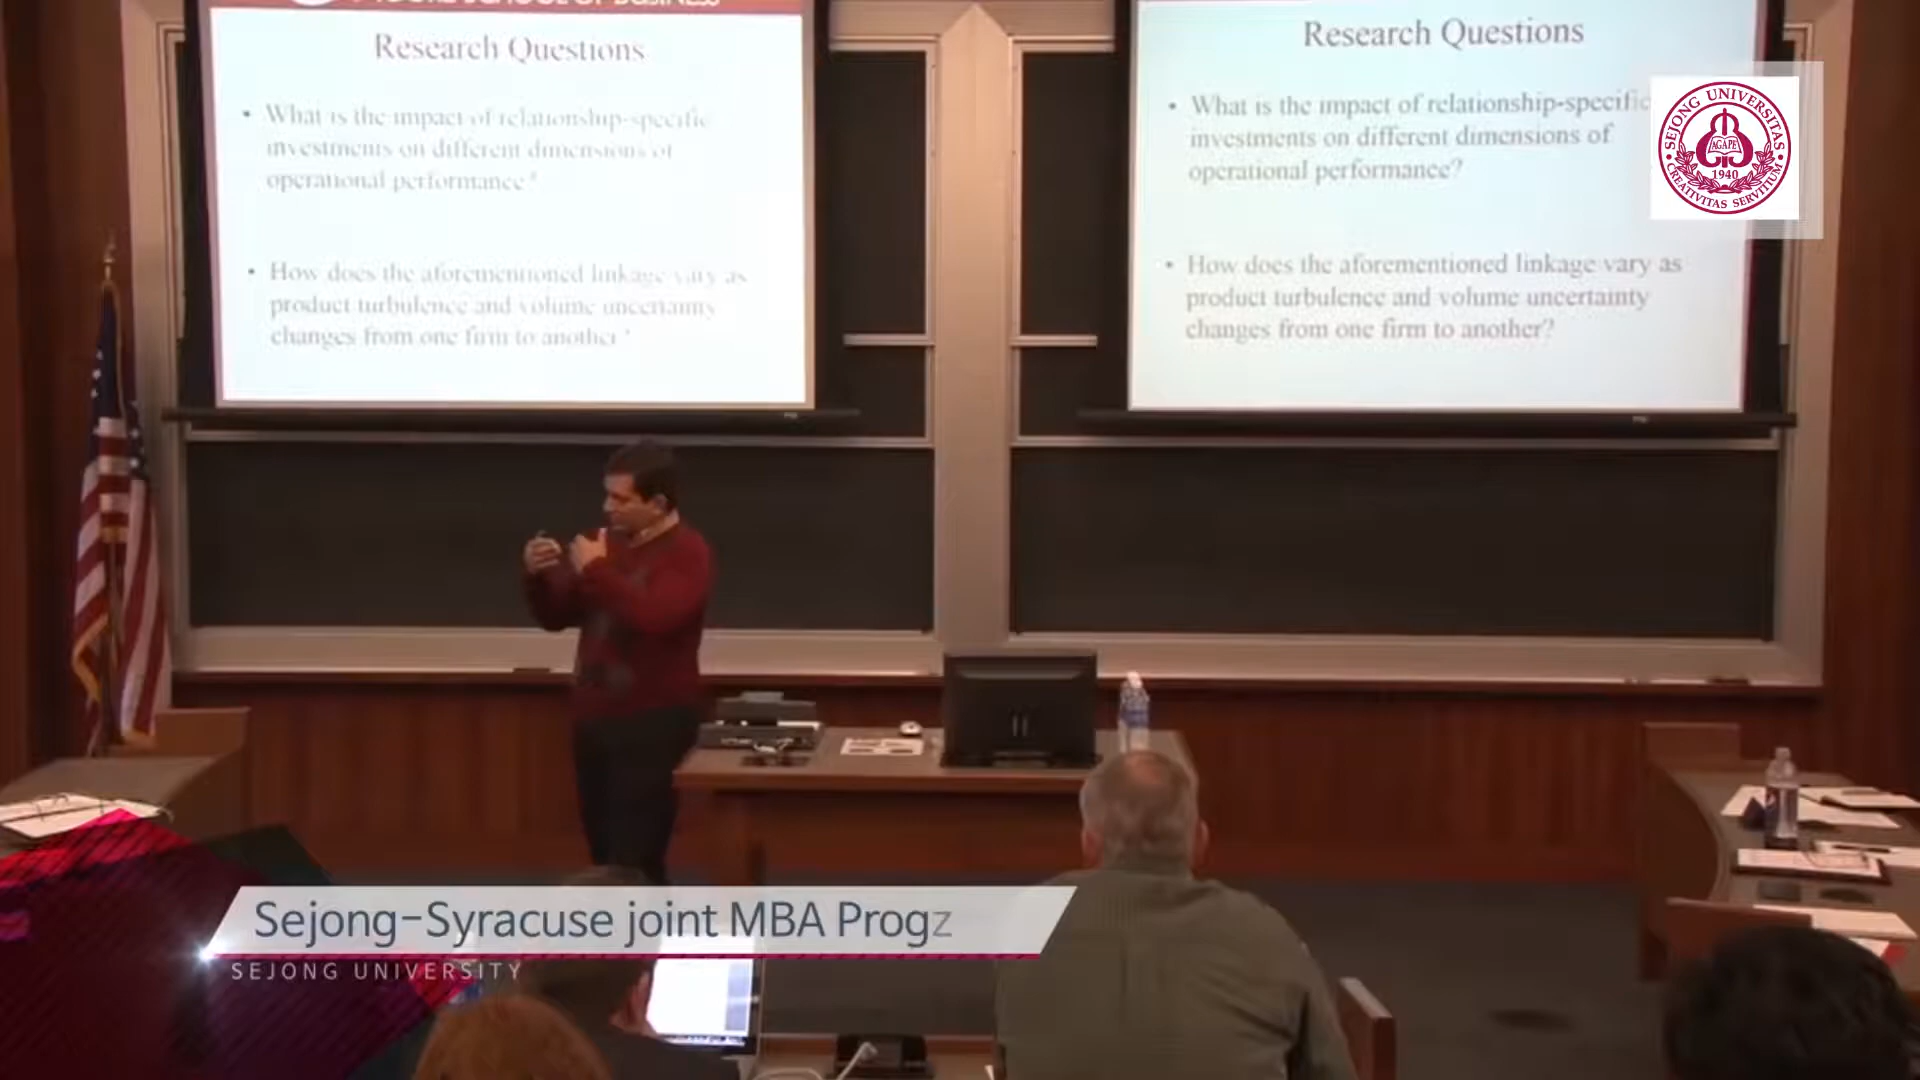 Research Questions
• What is the impact of relationship-specific
investments on different dimensions of
operational performance?
• How does the aforementioned linkage vary as
product turbulence and volume uncertainty
changes from one firm to another?
Research Questions
• What is the impact of relationship-specific
investments on different dimensions of
operational performance?
• How does the aforementioned linkage vary as
product turbulence and volume uncertainty
changes from one firm to another?
SEJONG UNIVERSITAS
AGAPE
1940
CREATIVITAS SERVITIUM
Sejong-Syracuse joint MBA Progz
SEJONG UNIVERSITY